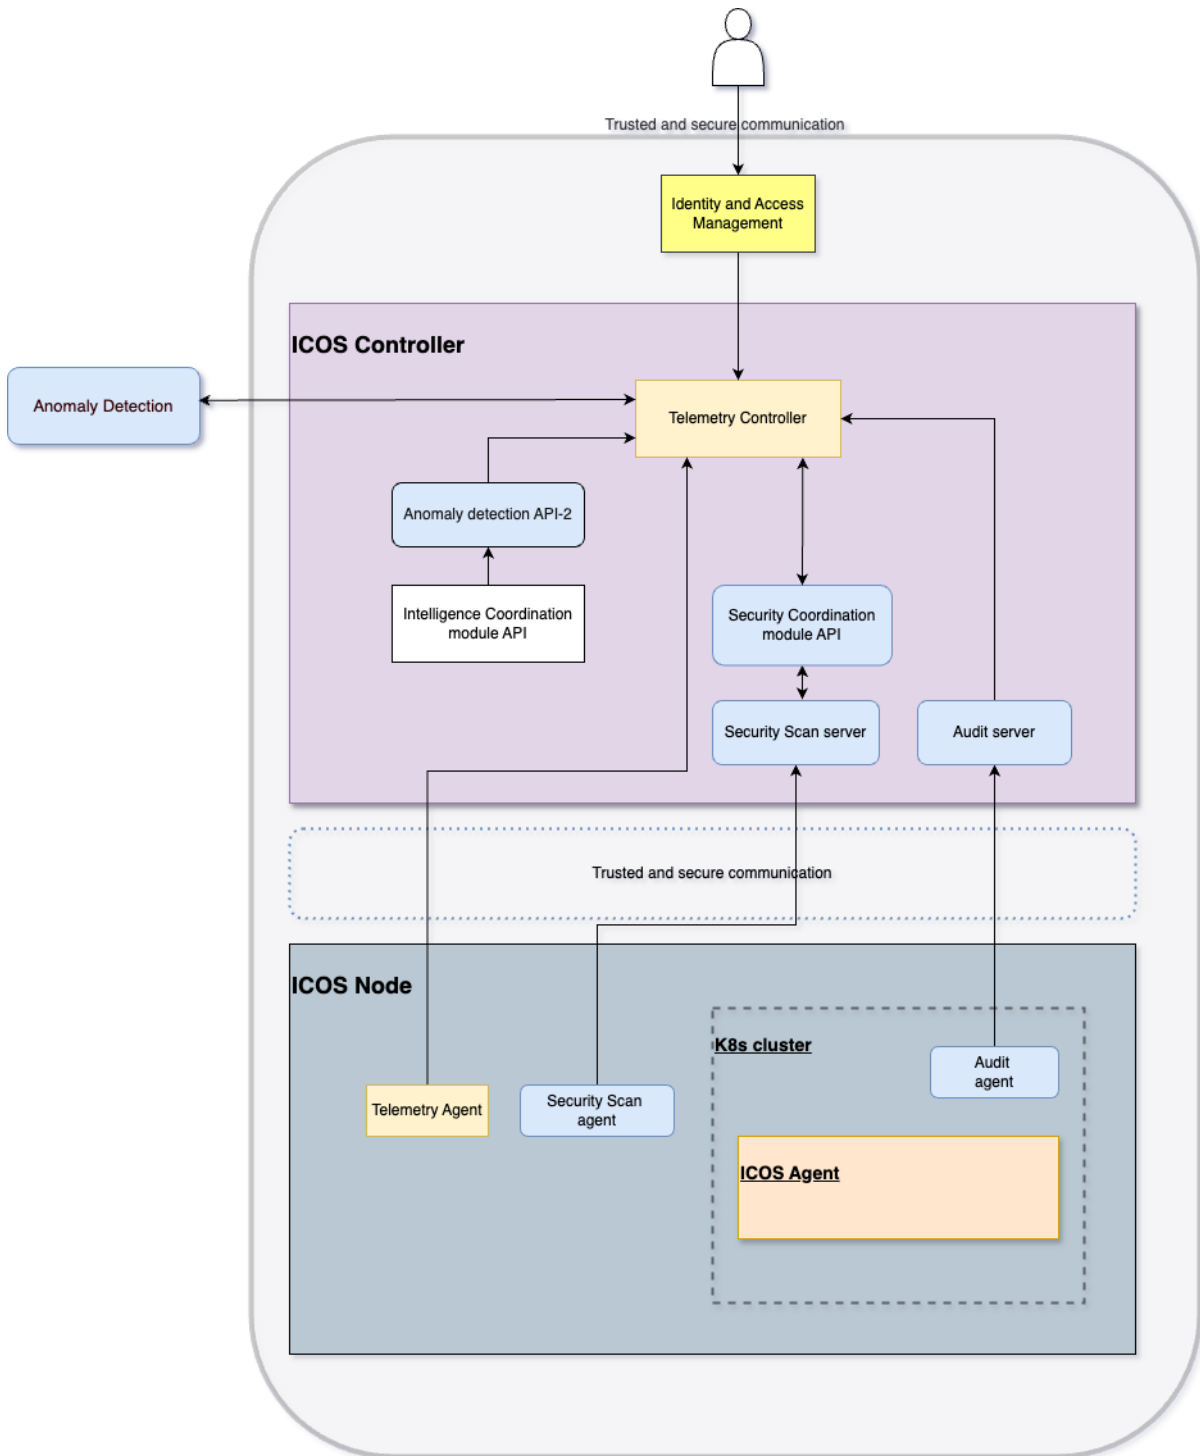 Trusted and secure communication
Identity and Access
Management
ICOS Controller
Anomaly Detection
Telemetry Controller
Anomaly detection API-2
Intelligence Coordination
module API
Security Coordination
module API
Security Scan server
Audit server
Trusted and secure communication
ICOS Node
K8s cluster
Audit
agent
Telemetry Agent
Security Scan
agent
ICOS Agent